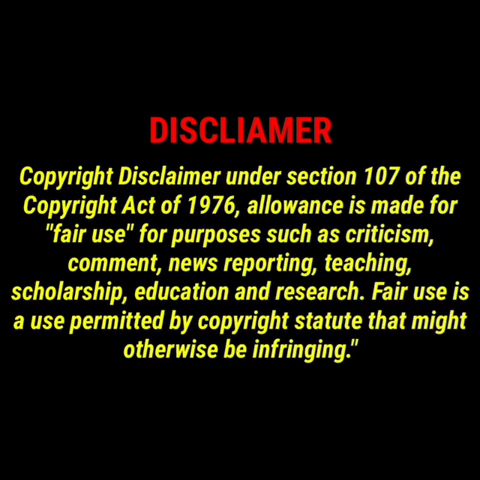 DISCLIAMER
Copyright Disclaimer under section 107 of the
Copyright Act of 1976, allowance is made for
"fair use" for purposes such as criticism,
comment, news reporting, teaching,
scholarship, education and research. Fair use is
a use permitted by copyright statute that might
otherwise be infringing."